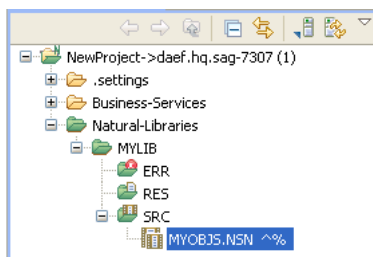 NewProject->daef.hq.sag-7307 (1)
.settings
Business-Services
Natural-Libraries
MYLIB
ERR
RES
SRC
MYOBJS.NSN ^%